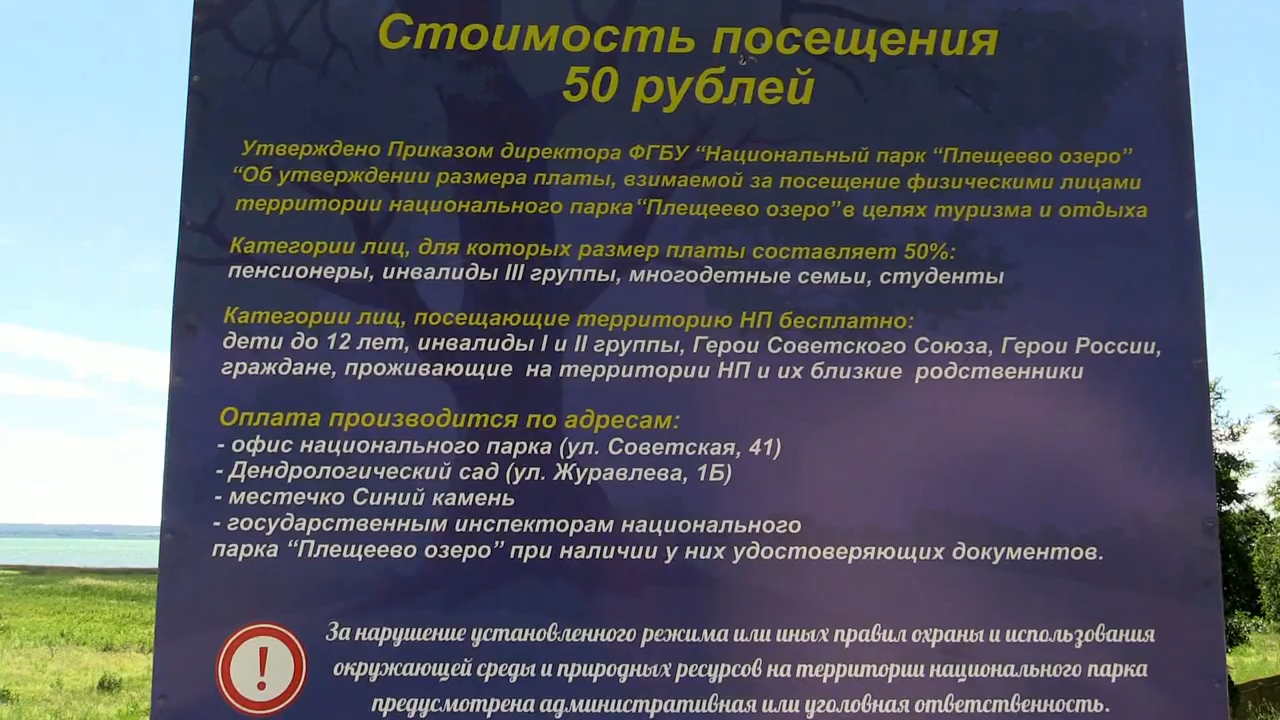 Стоимость посещения
50 рублей
Утверждено Приказом директора ФГБУ “Национальный парк “Плещеево озеро”
“Об утверждении размера платы, взимаемой за посещение физическими лицами
территории национального парка “Плещеево озеро” в целях туризма и отдыха
Категории лиц, для которых размер платы составляет 50%:
пенсионеры, инвалиды III группы, многодетные семьи, студенты
Категории лиц, посещающие территорию НП бесплатно:
дети до 12 лет, инвалиды I и II группы, Герои Советского Союза, Герои России,
граждане, проживающие на территории НП и их близкие родственники
Оплата производится по адресам:
- офис национального парка (ул. Советская, 41)
- Дендрологический сад (ул. Журавлева, 1Б)
- местечко Синий камень
- государственным инспекторам национального
парка “Плещеево озеро” при наличии у них удостоверяющих документов.
За нарушение установленного режима или иных правил охраны и использования
окружающей среды и природных ресурсов на территории национального парка
предусмотрена административная или уголовная ответственность.